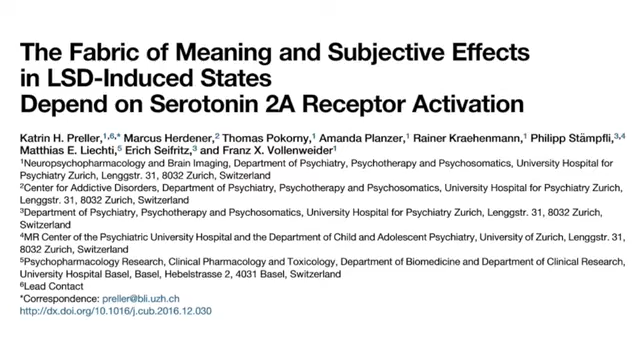 The Fabric of Meaning and Subjective Effects
in LSD-Induced States
Depend on Serotonin 2A Receptor Activation
Katrin H. Preller,1,6,* Marcus Herdener,2 Thomas Pokorny,1 Amanda Planzer,1 Rainer Kraehenmann,1 Philipp Stämpfli,3,4
Matthias E. Liechti,5 Erich Seifritz,3 and Franz X. Vollenweider1
1Neuropsychopharmacology and Brain Imaging, Department of Psychiatry, Psychotherapy and Psychosomatics, University Hospital for
Psychiatry Zurich, Lenggstr. 31, 8032 Zurich, Switzerland
2Center for Addictive Disorders, Department of Psychiatry, Psychotherapy and Psychosomatics, University Hospital for Psychiatry Zurich,
Lenggstr. 31, 8032 Zurich, Switzerland
3Department of Psychiatry, Psychotherapy and Psychosomatics, University Hospital for Psychiatry Zurich, Lenggstr. 31, 8032 Zurich,
Switzerland
4MR Center of the Psychiatric University Hospital and the Department of Child and Adolescent Psychiatry, University of Zurich, Lenggstr. 31,
8032 Zurich, Switzerland
5Psychopharmacology Research, Clinical Pharmacology and Toxicology, Department of Biomedicine and Department of Clinical Research,
University Hospital Basel, Basel, Hebelstrasse 2, 4031 Basel, Switzerland
6Lead Contact
*Correspondence: preller@bli.uzh.ch
http://dx.doi.org/10.1016/j.cub.2016.12.030